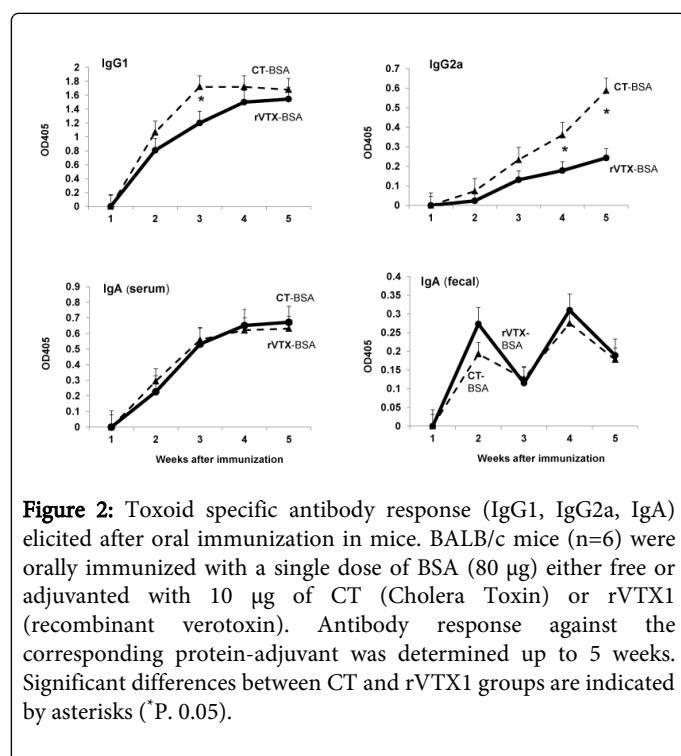 IgG1
CT-BSA
rVTX-BSA
*
OD405
1.8
1.6
1.4
1.2
1
0.8
0.6
0.4
0.2
0
1 2 3 4 5
IgG2a
CT-BSA
*
*
rVTX-BSA
OD405
0.7
0.6
0.5
0.4
0.3
0.2
0.1
0
1 2 3 4 5
IgA (serum)
CT-BSA
rVTX-BSA
OD405
0.9
0.8
0.7
0.6
0.5
0.4
0.3
0.2
0.1
0
1 2 3 4 5
Weeks after immunization
IgA (fecal)
rVTX-
BSA
CT-
BSA
OD405
0.4
0.35
0.3
0.25
0.2
0.15
0.1
0.05
0
1 2 3 4 5
Weeks after immunization
Figure 2: Toxoid specific antibody response (IgG1, IgG2a, IgA)
elicited after oral immunization in mice. BALB/c mice (n=6) were
orally immunized with a single dose of BSA (80 μg) either free or
adjuvanted with 10 μg of CT (Cholera Toxin) or rVTX1
(recombinant verotoxin). Antibody response against the
corresponding protein-adjuvant was determined up to 5 weeks.
Significant differences between CT and rVTX1 groups are indicated
by asterisks (*P. 0.05).